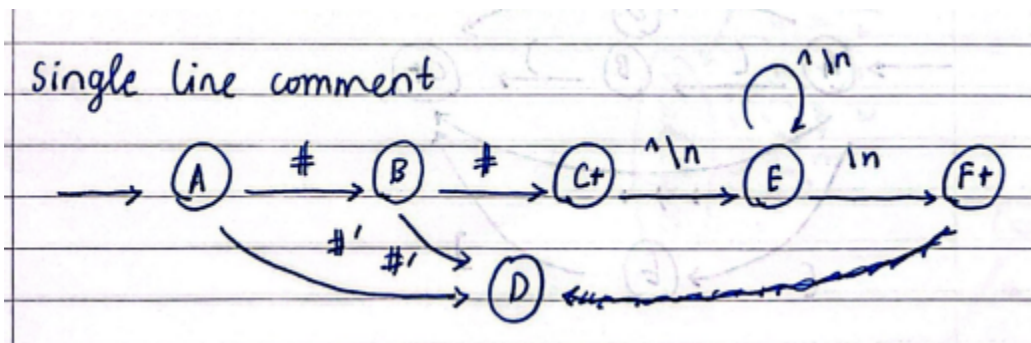 single line comment
^\n
# # ^\n \n
A B C+ E F+
#' #'
D